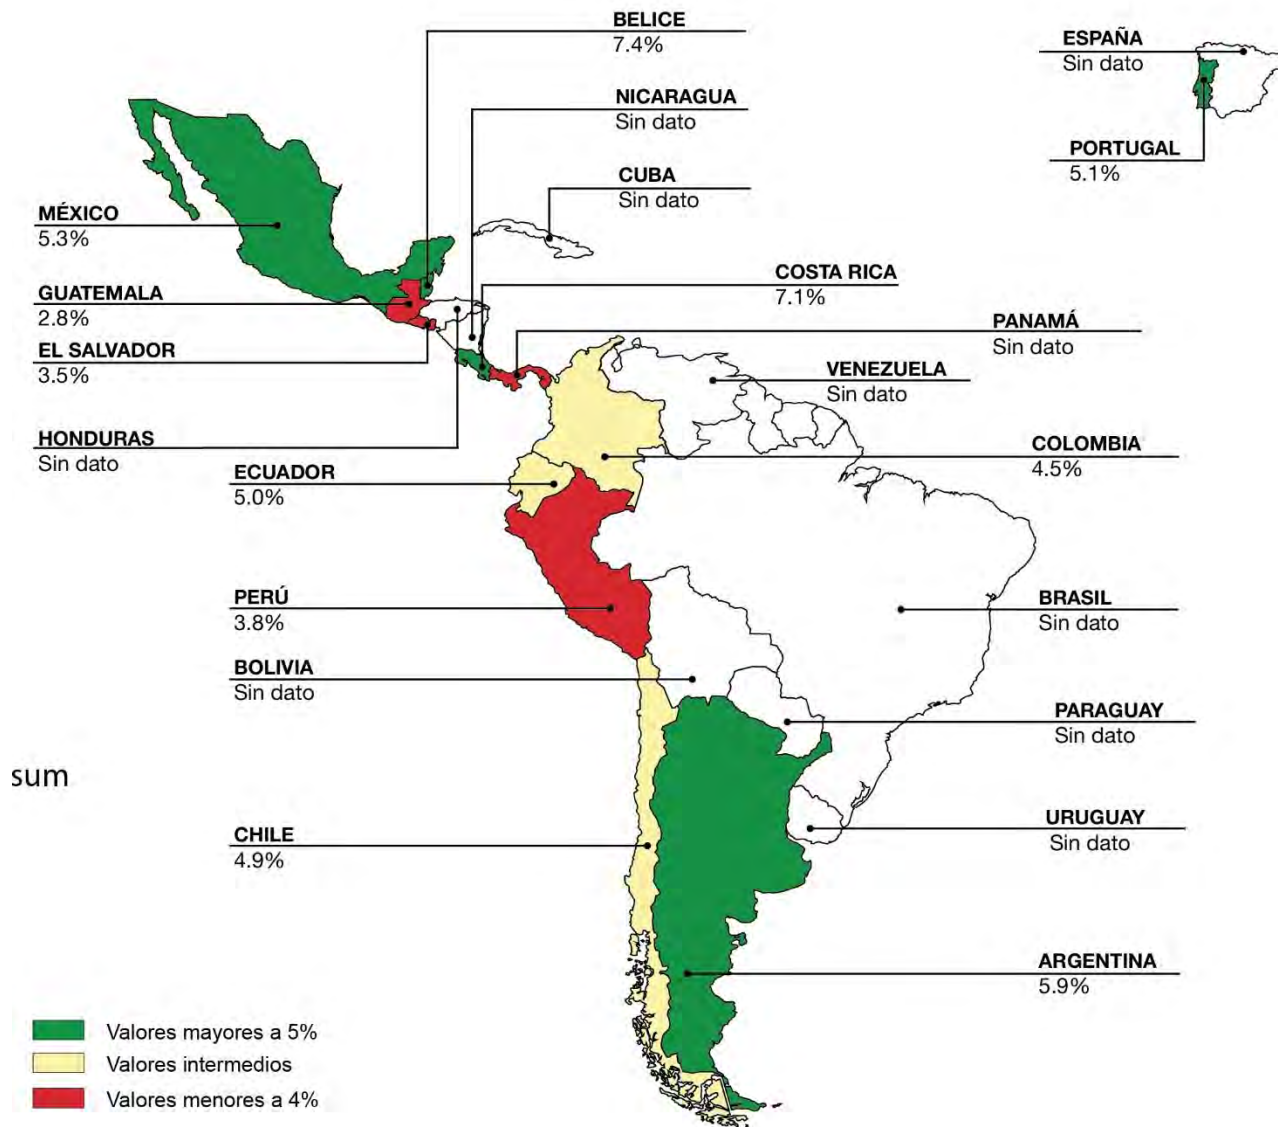 BELICE
7.4%
ESPAÑA
Sin dato
NICARAGUA
Sin dato
PORTUGAL
5.1%
CUBA
Sin dato
MÉXICO
5.3%
COSTA RICA
7.1%
GUATEMALA
2.8%
PANAMÁ
Sin dato
EL SALVADOR
3.5%
VENEZUELA
Sin dato
HONDURAS
Sin dato
COLOMBIA
4.5%
ECUADOR
5.0%
PERÚ
3.8%
BRASIL
Sin dato
BOLIVIA
Sin dato
PARAGUAY
Sin dato
sum
URUGUAY
Sin dato
CHILE
4.9%
ARGENTINA
5.9%
Valores mayores a 5%
Valores intermedios
Valores menores a 4%